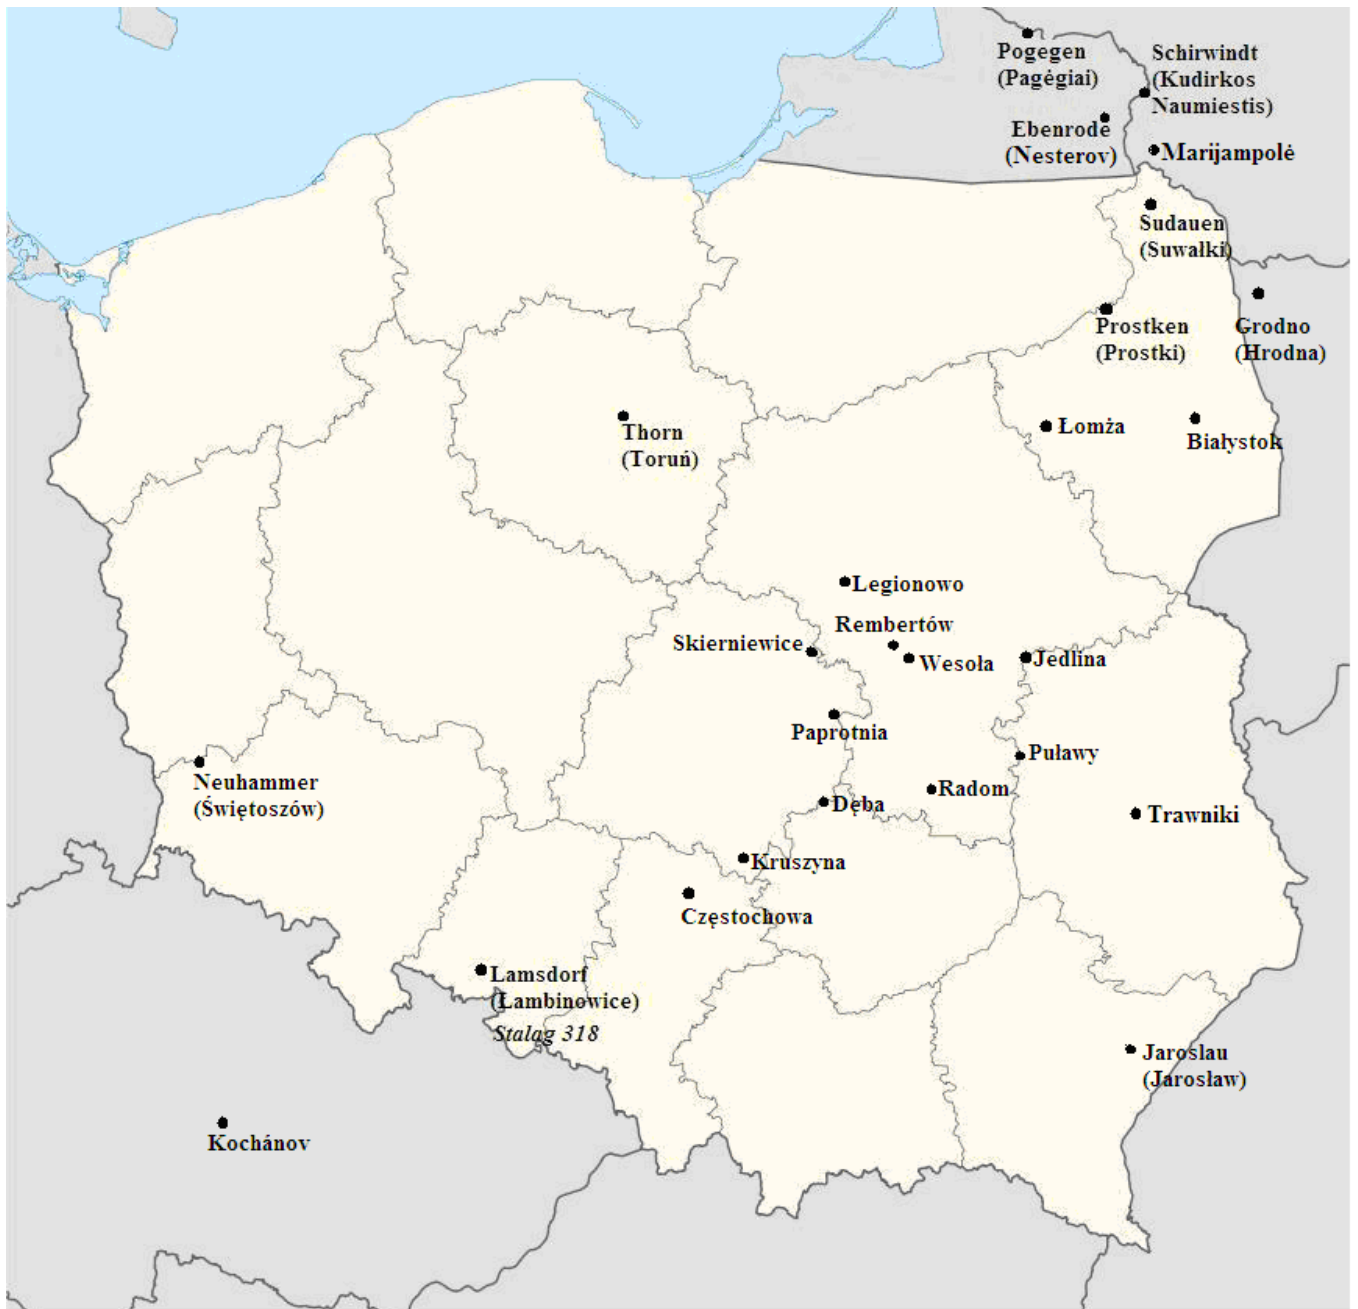 Pogegen
(Pagėgiai)
Schirwindt
(Kudirkos
Naumiestis)
Ebenrode
(Nesterov)
Marijampolė
Sudauen
(Suwałki)
Prostken
(Prostki)
Grodno
(Hrodna)
Thorn
(Toruń)
Łomża
Białystok
Legionowo
Rembertów
Skierniewice
Wesoła
Jedlina
Paprotnia
Puławy
Neuhammer
(Świętoszów)
Radom
Dęba
Trawniki
Kruszyna
Częstochowa
Lamsdorf
(Łambinowice)
Stalag 318
Jaroslau
(Jarosław)
Kochánov